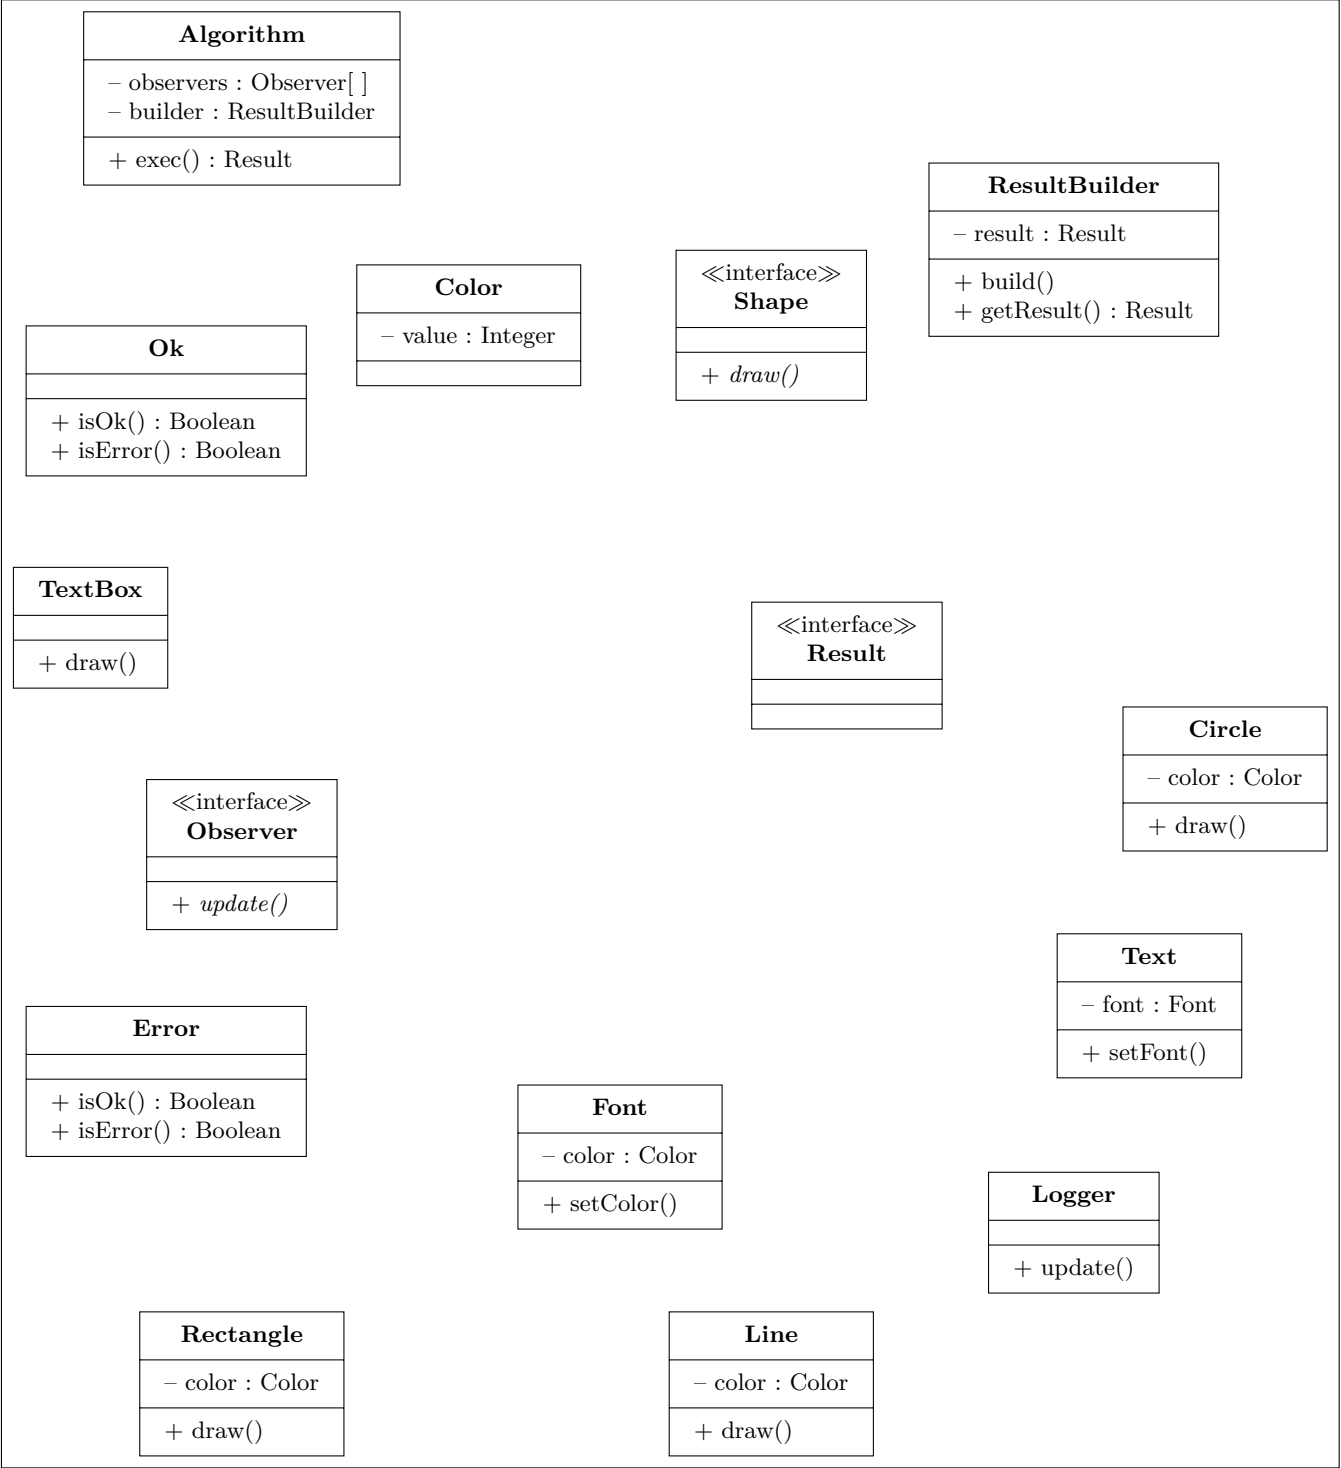 Algorithm
– observers : Observer[ ]
– builder : ResultBuilder
+ exec() : Result
ResultBuilder
– result : Result
+ build()
+ getResult() : Result
≪interface≫
Shape
+ draw()
Color
– value : Integer
Ok
+ isOk() : Boolean
+ isError() : Boolean
TextBox
+ draw()
≪interface≫
Result
Circle
– color : Color
+ draw()
≪interface≫
Observer
+ update()
Text
– font : Font
+ setFont()
Error
+ isOk() : Boolean
+ isError() : Boolean
Font
– color : Color
+ setColor()
Logger
+ update()
Rectangle
– color : Color
+ draw()
Line
– color : Color
+ draw()